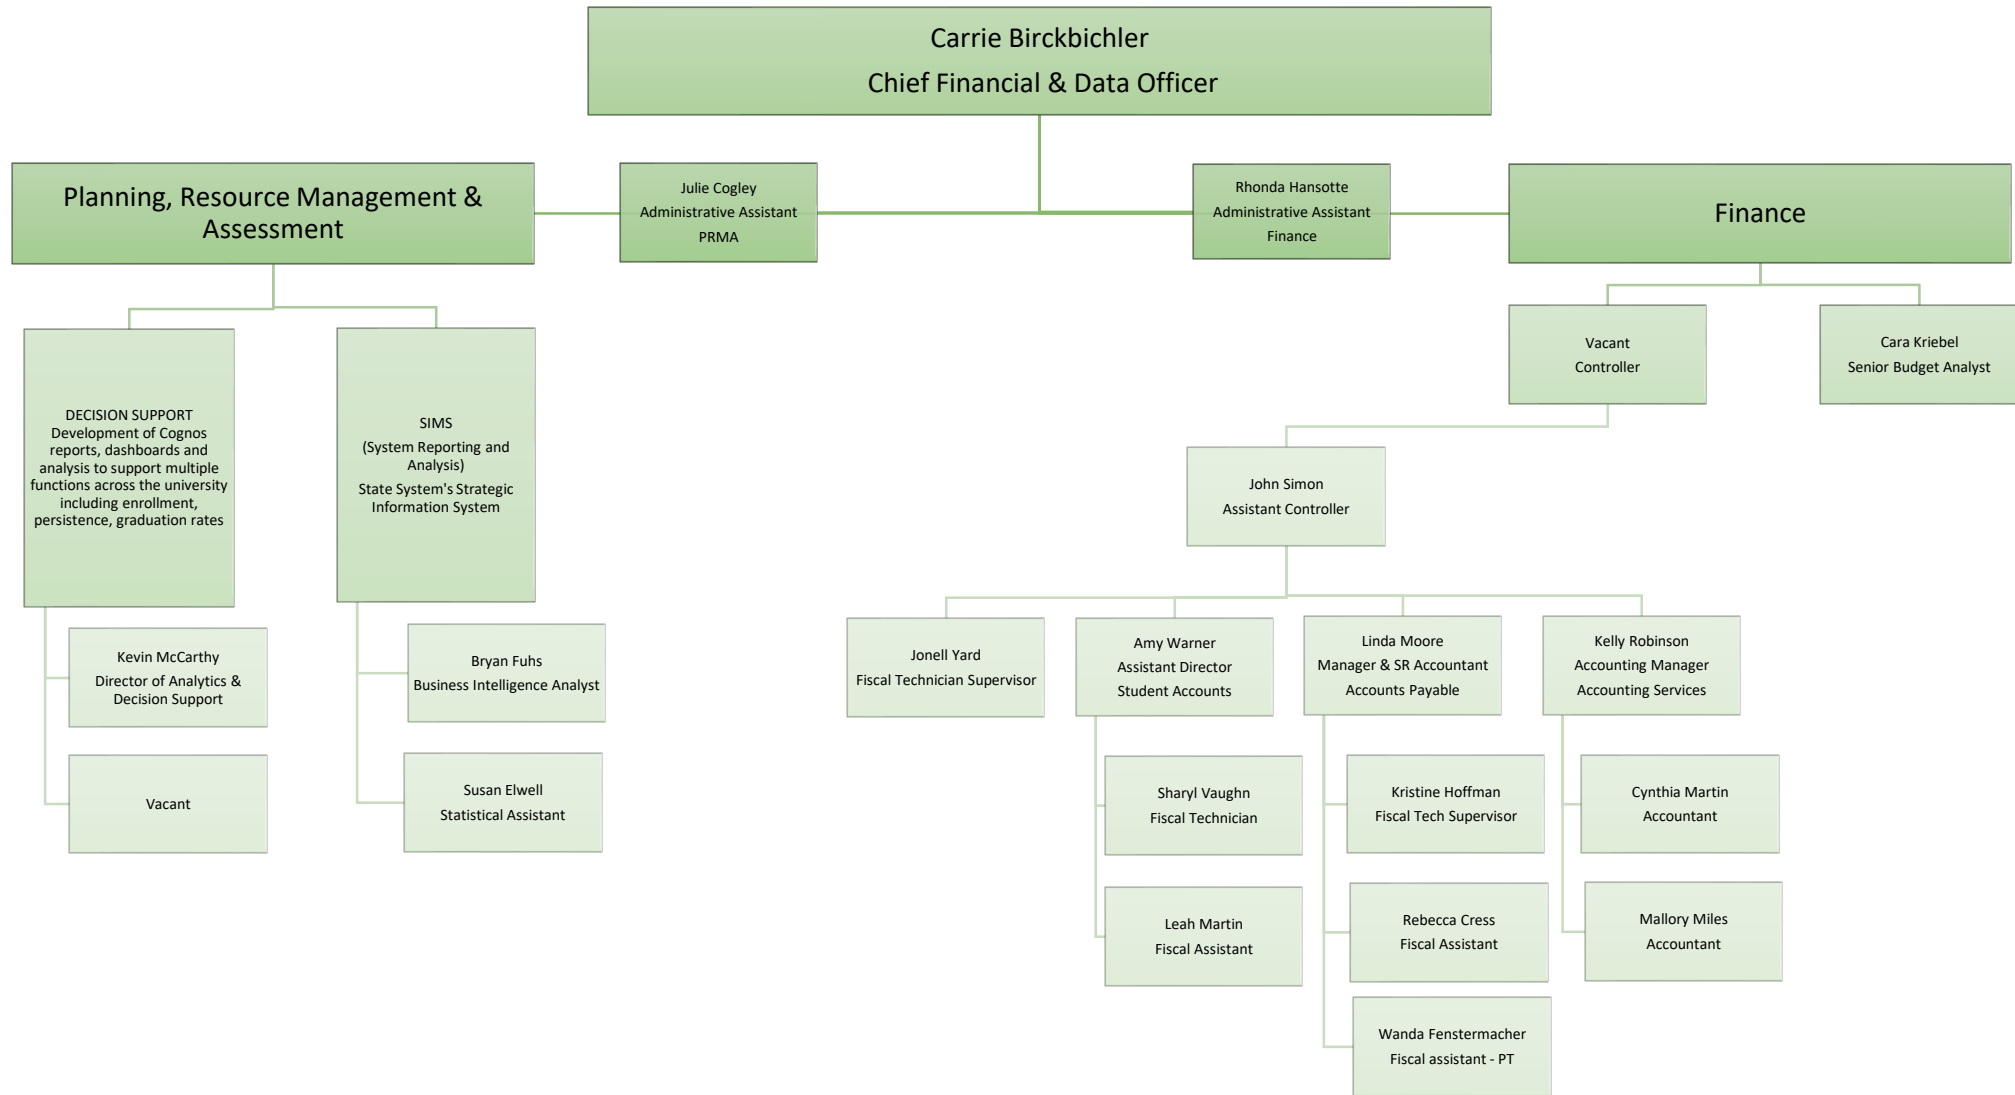 Carrie Birckbichler
Chief Financial & Data Officer
Planning, Resource Management &
Assessment
Julie Cogley
Administrative Assistant
PRMA
Rhonda Hansotte
Administrative Assistant
Finance
Finance
DECISION SUPPORT
Development of Cognos
reports, dashboards and
analysis to support multiple
functions across the university
including enrollment,
persistence, graduation rates
SIMS
(System Reporting and
Analysis)
State System's Strategic
Information System
Vacant
Controller
Cara Kriebel
Senior Budget Analyst
John Simon
Assistant Controller
Kevin McCarthy
Director of Analytics &
Decision Support
Vacant
Bryan Fuhs
Business Intelligence Analyst
Susan Elwell
Statistical Assistant
Jonell Yard
Fiscal Technician Supervisor
Amy Warner
Assistant Director
Student Accounts
Linda Moore
Manager & SR Accountant
Accounts Payable
Kelly Robinson
Accounting Manager
Accounting Services
Sharyl Vaughn
Fiscal Technician
Leah Martin
Fiscal Assistant
Kristine Hoffman
Fiscal Tech Supervisor
Rebecca Cress
Fiscal Assistant
Wanda Fenstermacher
Fiscal assistant - PT
Cynthia Martin
Accountant
Mallory Miles
Accountant